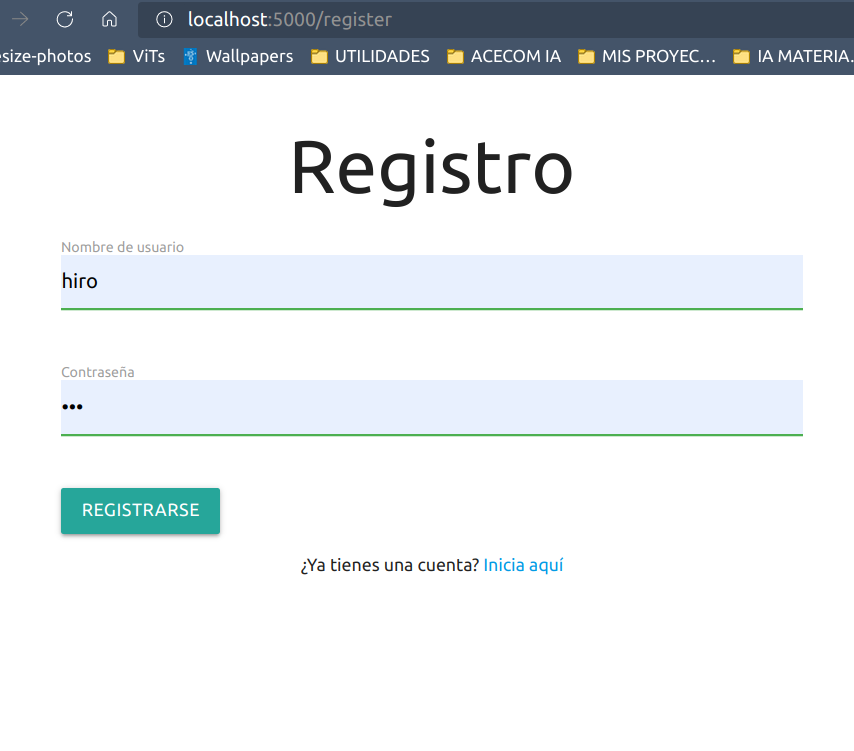 localhost:5000/register
esize-photos ViTs Wallpapers UTILIDADES ACECOM IA MIS PROYEC... IA MATERIA.
Registro
Nombre de usuario
hiro
Contraseña
•••
REGISTRARSE
¿Ya tienes una cuenta? Inicia aquí